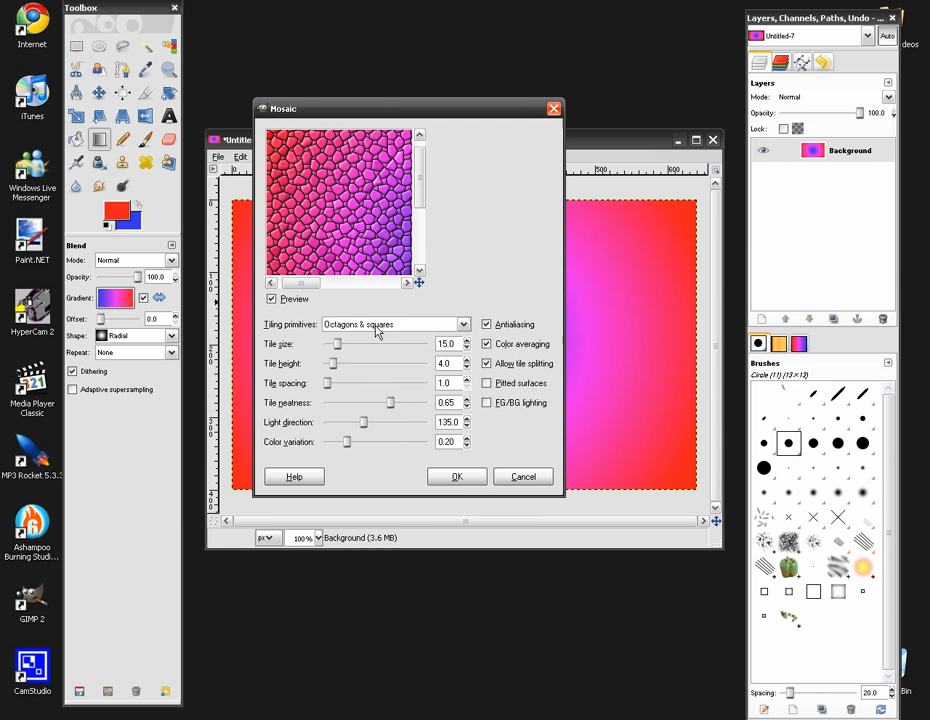 Internet
iTunes
Windows Live
Messenger
Paint.NET
HyperCam 2
Media Player
Classic
MP3 Rocket 5.3.3
Ashampoo
Burning Studi...
GIMP 2
CamStudio
Toolbox
A
Blend
Mode: Normal
Opacity: 100.0
Gradient:
Offset: 0.0
Shape: Radial
Repeat: None
Dithering
Adaptive supersampling
*Untitle
File Edit
0 500 600
px 100% Background (3.6 MB)
Mosaic
Preview
Tiling primitives: Octagons & squares
Tile size: 15.0
Tile height: 4.0
Tile spacing: 1.0
Tile neatness: 0.65
Light direction: 135.0
Color variation: 0.20
Antialiasing
Color averaging
Allow tile splitting
Pitted surfaces
FG/BG lighting
Help OK Cancel
Layers, Channels, Paths, Undo - ...
Untitled-7 Auto
Layers
Mode: Normal
Opacity: 100.0
Lock:
Background
Brushes
Circle (11) (13×13)
Spacing: 20.0
deos
Bin